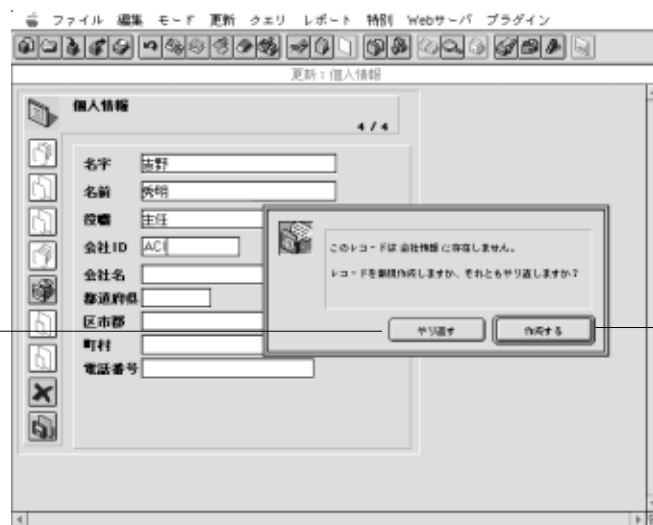 ファイル 編集 モード 更新 クエリ レポート 特別 Webサーバ プラグイン
更新：個人情報
個人情報
4 / 4
名字 吉野
名前 秀明
役職 主任
会社ID ACI
会社名
都道府県
区市郡
町村
電話番号
このレコードは 会社情報 に存在しません。
レコードを新規作成しますか、それともやり直しますか？
やり直す 作成する